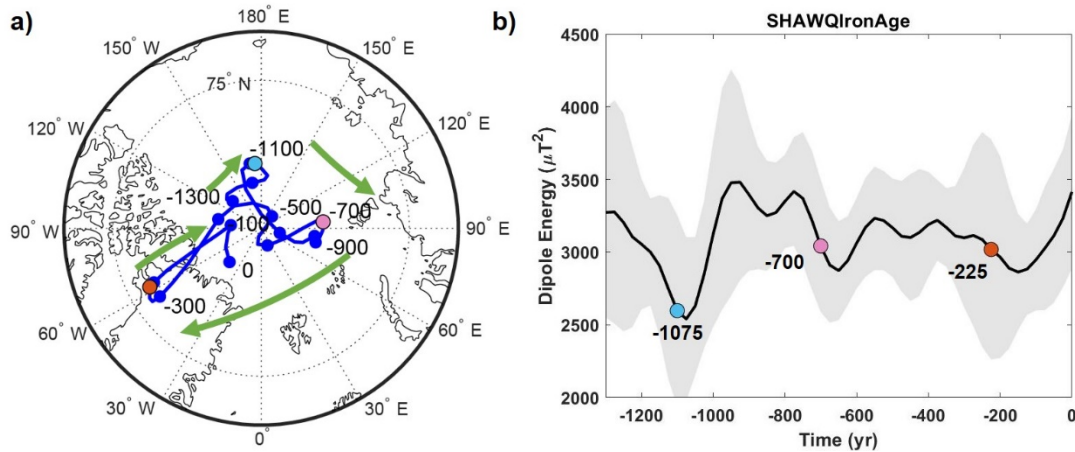 a)
180° E
150° W
150° E
75° N
120° W
120° E
-1100
-1300
-500
-700
90° W
100
90° E
-900
0
-300
60° W
60° E
30° W
30° E
0°
b)
SHAWQIronAge
Dipole Energy (μT²)
4500
4000
3500
3000
2500
2000
-700
-225
-1075
-1200
-1000
-800
-600
-400
-200
0
Time (yr)